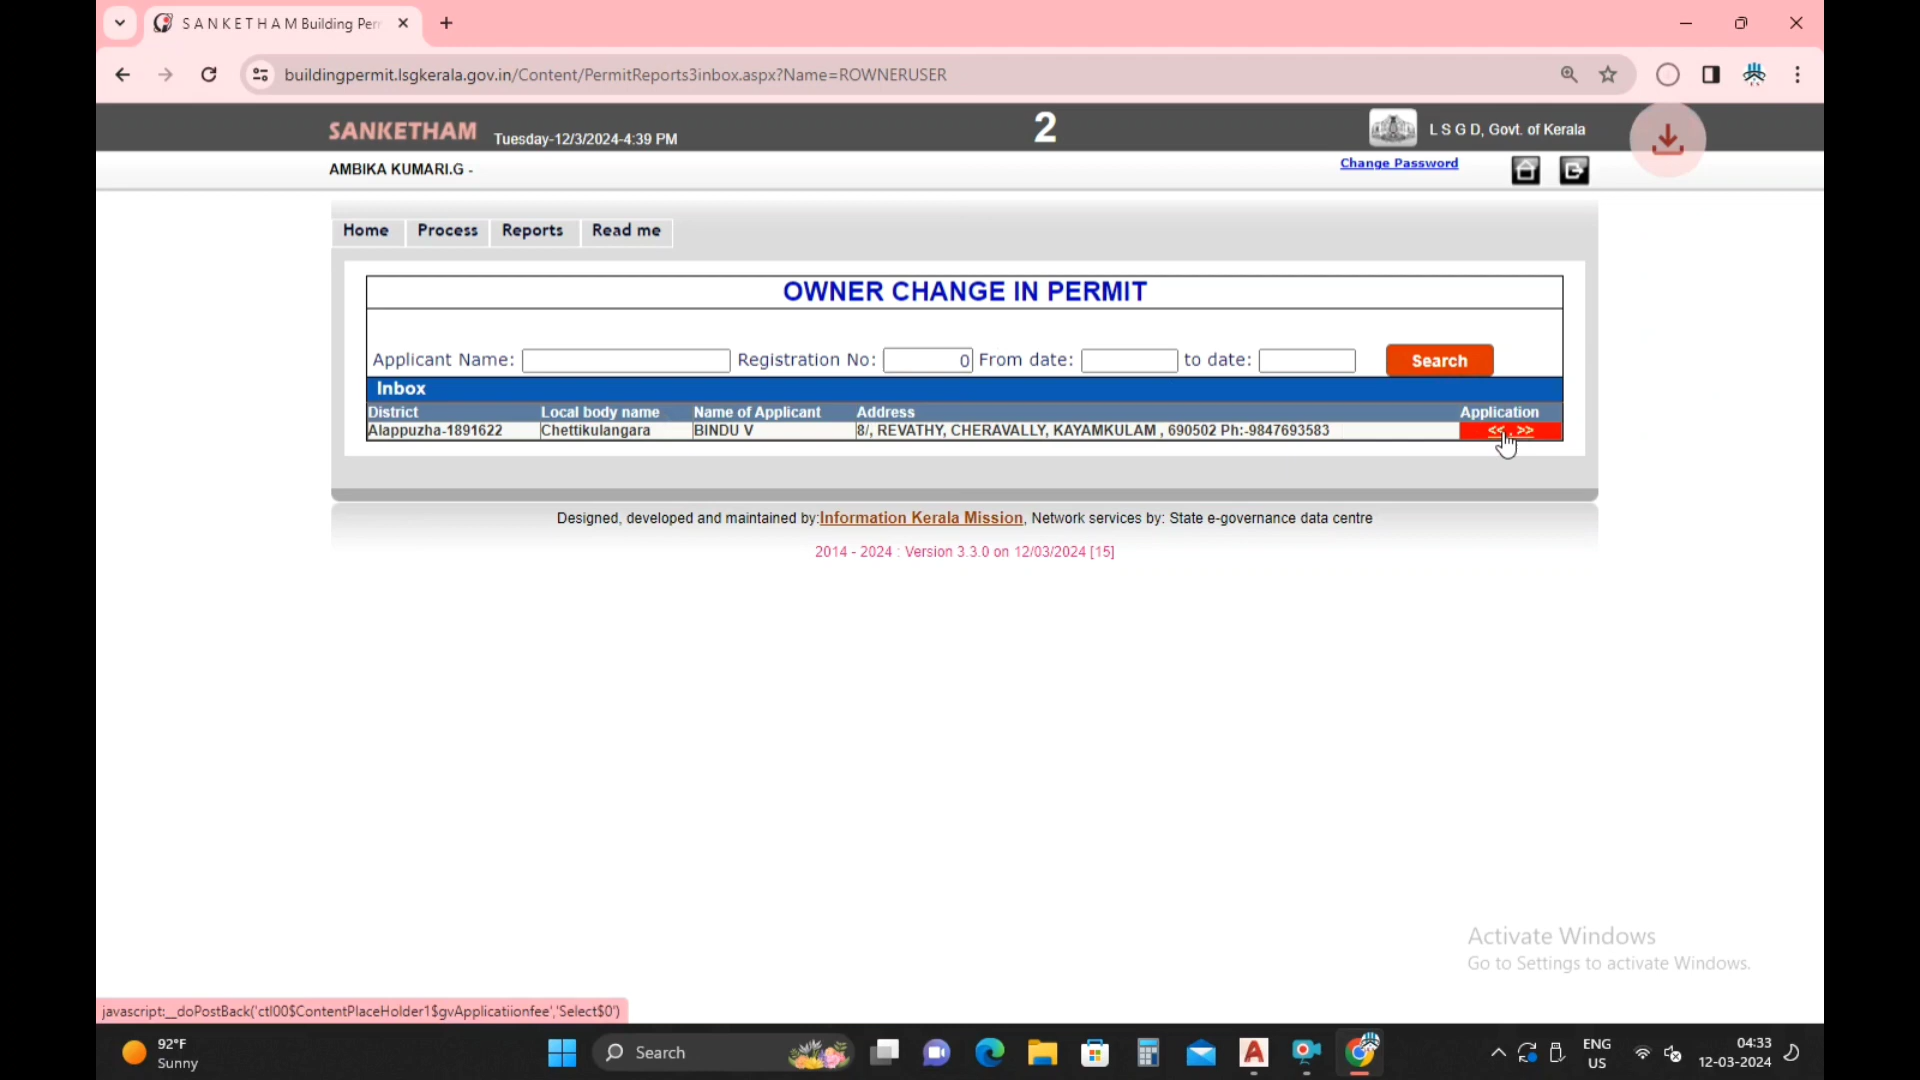 S A N K E T H A M Building Per
buildingpermit.lsgkerala.gov.in/Content/PermitReports3inbox.aspx?Name=ROWNERUSER
SANKETHAM Tuesday-12/3/2024-4:39 PM 2 L S G D, Govt. of Kerala
AMBIKA KUMARI.G - Change Password
Home Process Reports Read me
OWNER CHANGE IN PERMIT
Applicant Name: Registration No: 0 From date: to date: Search
Inbox
District Local body name Name of Applicant Address Application
Alappuzha-1891622 Chettikulangara BINDU V 8/, REVATHY, CHERAVALLY, KAYAMKULAM , 690502 Ph:-9847693583 << . >>
Designed, developed and maintained by:Information Kerala Mission, Network services by: State e-governance data centre
2014 - 2024 : Version 3.3.0 on 12/03/2024 [15]
Activate Windows
Go to Settings to activate Windows.
javascript:__doPostBack('ctl00$ContentPlaceHolder1$gvApplicatiionfee','Select$0')
92°F
Sunny
Search
ENG
US
04:33
12-03-2024